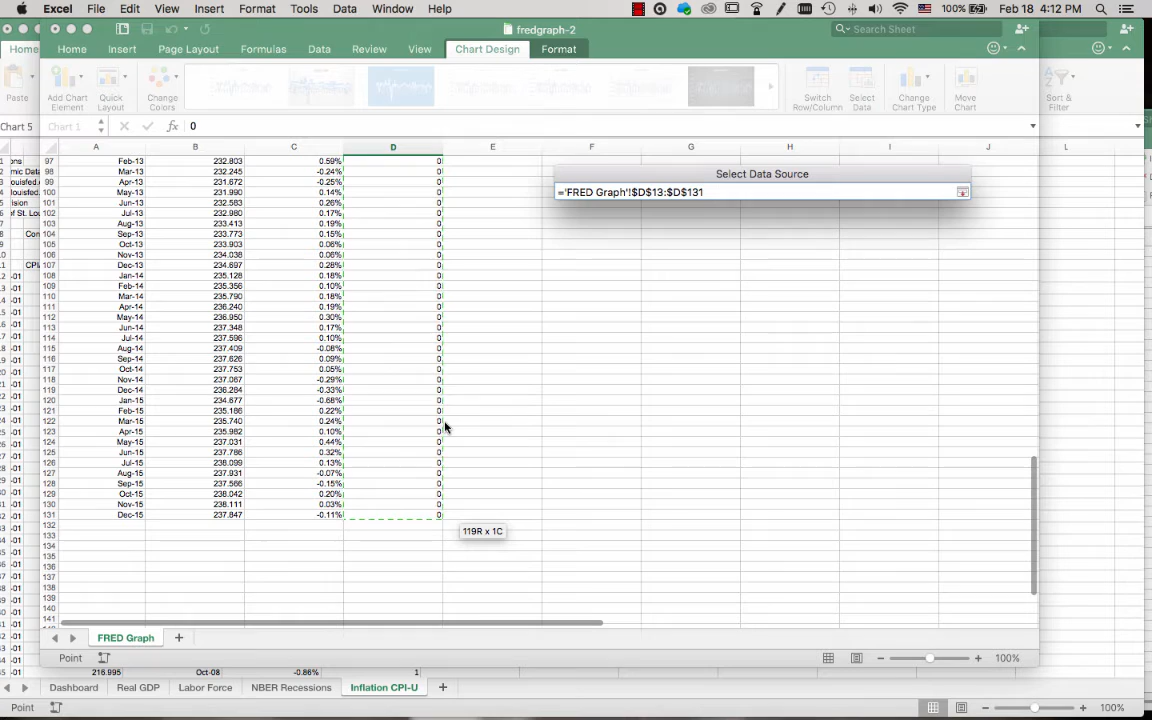 Excel File Edit View Insert Format Tools Data Window Help 100% Feb 18 4:12 PM
fredgraph-2 Search Sheet
Home Home Insert Page Layout Formulas Data Review View Chart Design Format
Paste Add Chart Element Quick Layout Change Colors Switch Row/Column Select Data Change Chart Type Move Chart Sort & Filter
Chart 5 Chart 1 fx 0
A B C D E F G H I J L
97 Feb-13 232.803 0.59% 0
98 Mar-13 232.245 -0.24% 0
99 Apr-13 231.672 -0.25% 0
100 May-13 231.990 0.14% 0
102 Jun-13 232.583 0.26% 0
102 Jul-13 232.980 0.17% 0
103 Aug-13 233.413 0.15% 0
104 Sep-13 233.773 0.15% 0
105 Oct-13 233.903 0.06% 0
106 Nov-13 234.038 0.06% 0
107 Dec-13 234.697 0.28% 0
108 Jan-14 235.128 0.18% 0
109 Feb-14 235.356 0.10% 0
110 Mar-14 235.790 0.18% 0
111 Apr-14 236.240 0.19% 0
112 May-14 236.950 0.30% 0
113 Jun-14 237.348 0.17% 0
114 Jul-14 237.596 0.10% 0
115 Aug-14 237.409 -0.08% 0
116 Sep-14 237.626 0.09% 0
117 Oct-14 237.753 0.05% 0
118 Nov-14 237.067 -0.29% 0
119 Dec-14 236.284 -0.33% 0
120 Jan-15 234.677 -0.68% 0
121 Feb-15 235.186 0.22% 0
122 Mar-15 235.740 0.24% 0
123 Apr-15 235.982 0.10% 0
124 May-15 237.031 0.44% 0
125 Jun-15 237.786 0.32% 0
126 Jul-15 238.099 0.13% 0
127 Aug-15 237.931 -0.07% 0
128 Sep-15 237.566 -0.15% 0
129 Oct-15 238.042 0.20% 0
130 Nov-15 238.111 0.03% 0
131 Dec-15 237.847 -0.11% 0
132
133
134
135
136
137
138
139
140
141
Select Data Source
='FRED Graph'!$D$13:$D$131
119R x 1C
FRED Graph
Point 100%
216.995 Oct-08 -0.86% 1
Dashboard Real GDP Labor Force NBER Recessions Inflation CPI-U
Point 100%